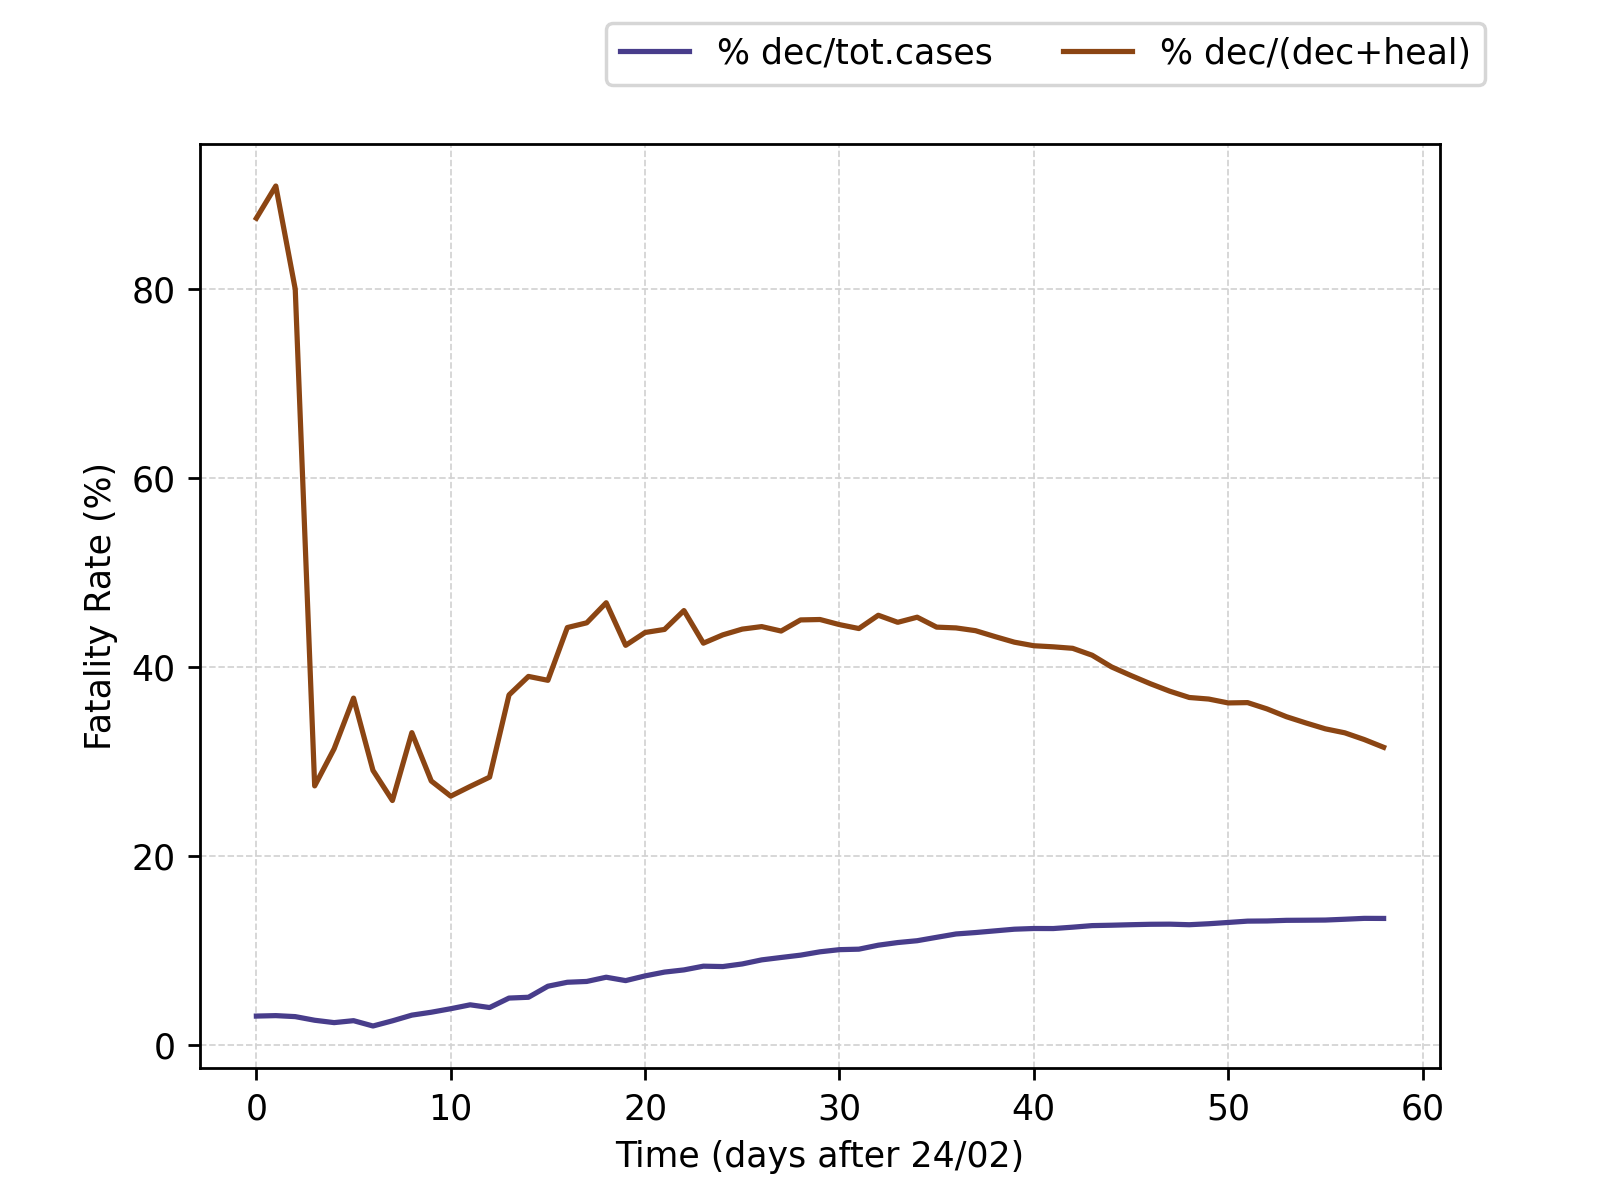 % dec/tot.cases % dec/(dec+heal)
Fatality Rate (%)
80
60
40
20
0
0 10 20 30 40 50 60
Time (days after 24/02)